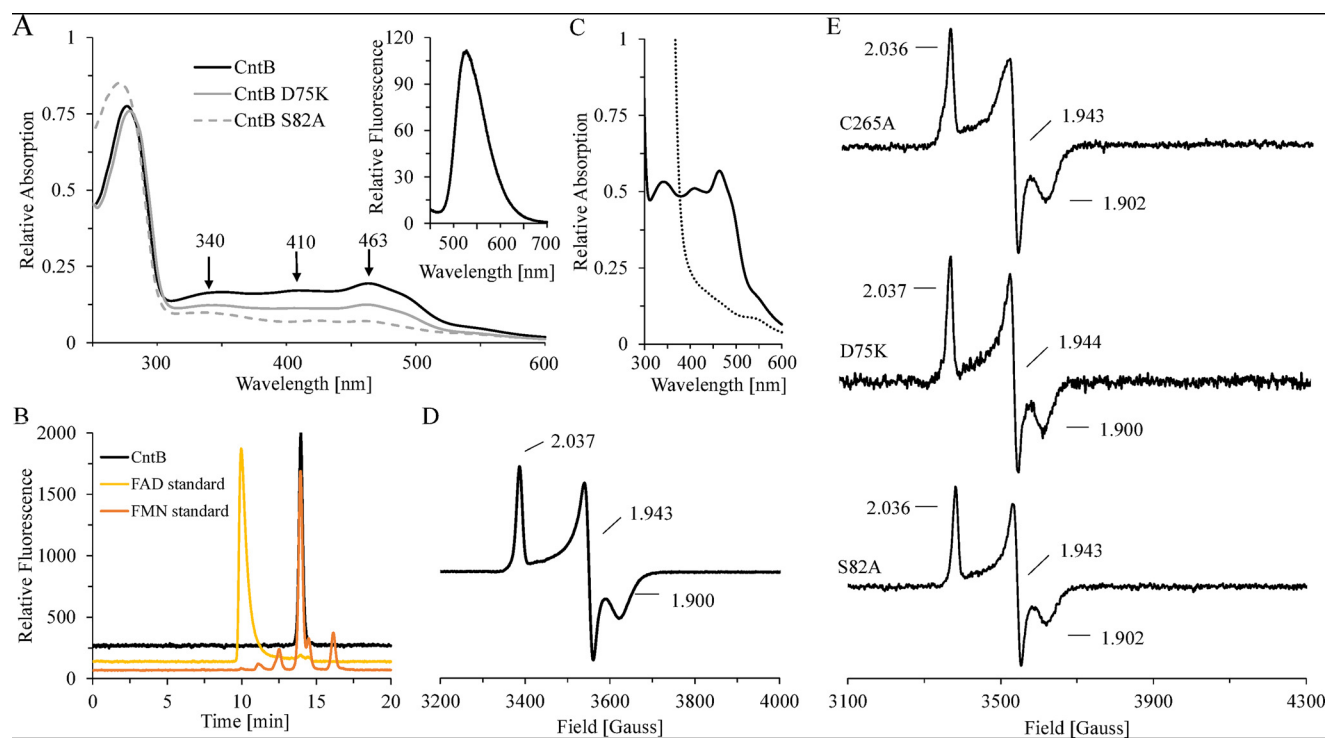 A
Relative Absorption
1
0.75
0.5
0.25
0
CntB
CntB D75K
CntB S82A
340
410
463
300
400
500
600
Wavelength [nm]
Relative Fluorescence
120
90
60
30
0
500
600
700
Wavelength [nm]
C
Relative Absorption
1
0.75
0.5
0.25
0
300
400
500
600
Wavelength [nm]
B
Relative Fluorescence
2000
1500
1000
500
0
CntB
FAD standard
FMN standard
0
5
10
15
20
Time [min]
D
2.037
1.943
1.900
3200
3400
3600
3800
4000
Field [Gauss]
E
2.036
C265A
1.943
1.902
2.037
D75K
1.944
1.900
2.036
S82A
1.943
1.902
3100
3500
3900
4300
Field [Gauss]